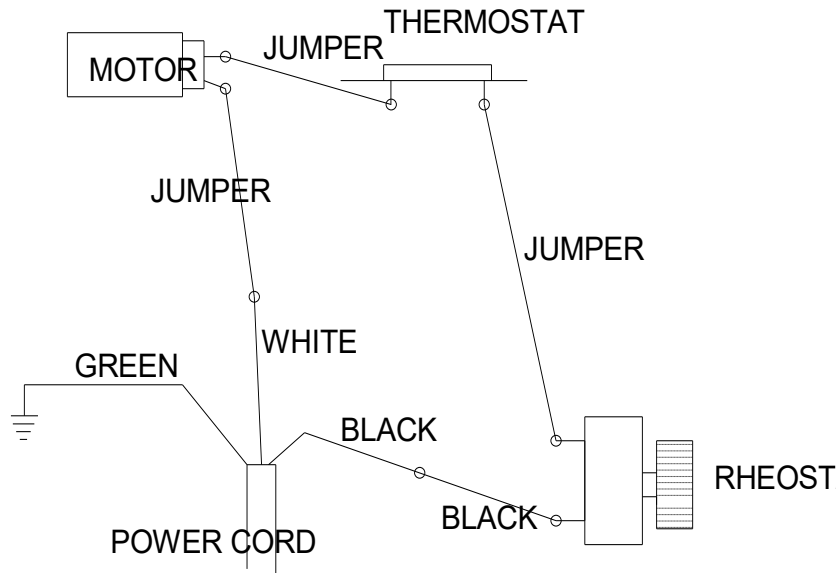 THERMOSTAT
JUMPER
MOTOR
JUMPER
JUMPER
WHITE
GREEN
BLACK
RHEOST
BLACK
POWER CORD